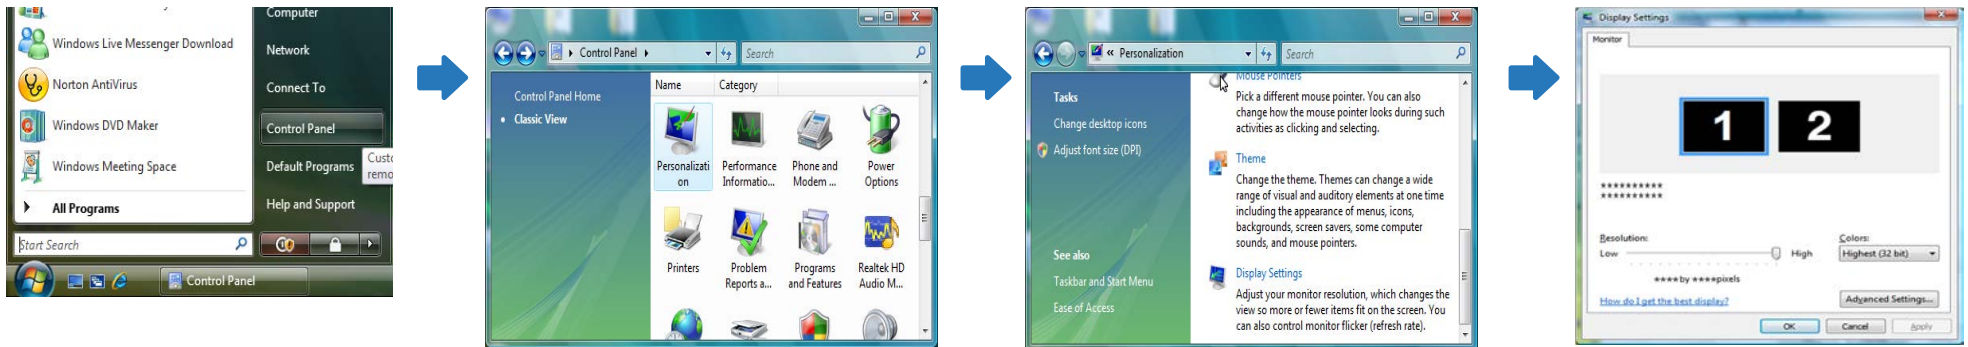 Windows Live Messenger Download
Norton AntiVirus
Windows DVD Maker
Windows Meeting Space
All Programs
Start Search
Computer
Network
Connect To
Control Panel
Default Programs
Help and Support
Custo
remo
Control Panel
Control Panel
Search
Control Panel Home
Classic View
Name Category
Personalizati
on
Performance
Informatio...
Phone and
Modem ...
Power
Options
Printers
Problem
Reports a...
Programs
and Features
Realtek HD
Audio M...
« Personalization
Search
Tasks
Change desktop icons
Adjust font size (DPI)
See also
Taskbar and Start Menu
Ease of Access
Mouse Pointers
Pick a different mouse pointer. You can also
change how the mouse pointer looks during such
activities as clicking and selecting.
Theme
Change the theme. Themes can change a wide
range of visual and auditory elements at one time
including the appearance of menus, icons,
backgrounds, screen savers, some computer
sounds, and mouse pointers.
Display Settings
Adjust your monitor resolution, which changes the
view so more or fewer items fit on the screen. You
can also control monitor flicker (refresh rate).
Display Settings
Monitor
1 2
**********
**********
Resolution:
Low High
****by ****pixels
Colors:
Highest (32 bit)
How do I get the best display?
Advanced Settings...
OK Cancel Apply